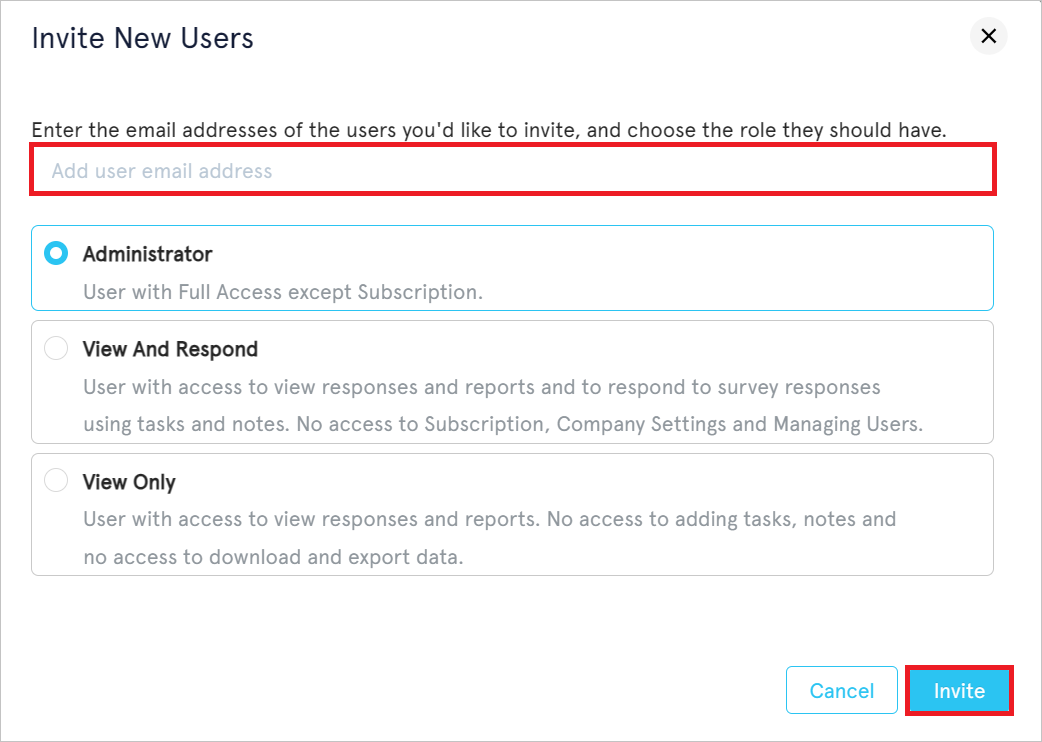 Invite New Users
Enter the email addresses of the users you'd like to invite, and choose the role they should have.
Add user email address
Administrator
User with Full Access except Subscription.
View And Respond
User with access to view responses and reports and to respond to survey responses
using tasks and notes. No access to Subscription, Company Settings and Managing Users.
View Only
User with access to view responses and reports. No access to adding tasks, notes and
no access to download and export data.
Cancel
Invite